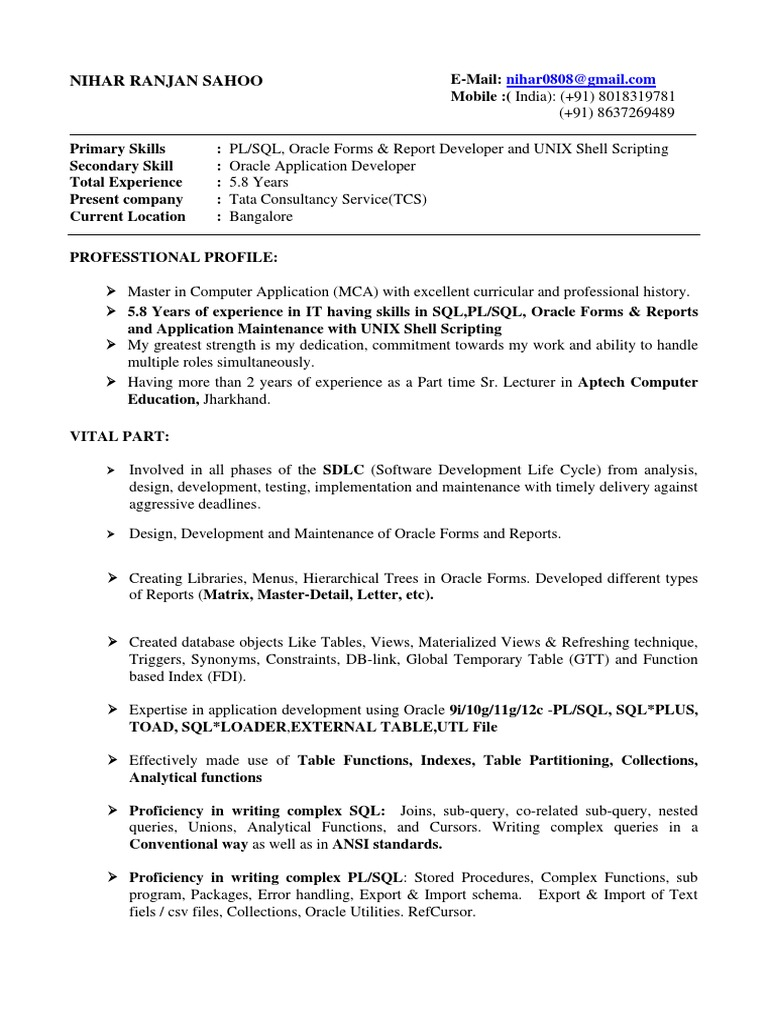 NIHAR RANJAN SAHOO
E-Mail: nihar0808@gmail.com
Mobile :( India): (+91) 8018319781
(+91) 8637269489
Primary Skills : PL/SQL, Oracle Forms & Report Developer and UNIX Shell Scripting
Secondary Skill : Oracle Application Developer
Total Experience : 5.8 Years
Present company : Tata Consultancy Service(TCS)
Current Location : Bangalore
PROFESSTIONAL PROFILE:
➢ Master in Computer Application (MCA) with excellent curricular and professional history.
➢ 5.8 Years of experience in IT having skills in SQL,PL/SQL, Oracle Forms & Reports
and Application Maintenance with UNIX Shell Scripting
➢ My greatest strength is my dedication, commitment towards my work and ability to handle
multiple roles simultaneously.
➢ Having more than 2 years of experience as a Part time Sr. Lecturer in Aptech Computer
Education, Jharkhand.
VITAL PART:
➢ Involved in all phases of the SDLC (Software Development Life Cycle) from analysis,
design, development, testing, implementation and maintenance with timely delivery against
aggressive deadlines.
➢ Design, Development and Maintenance of Oracle Forms and Reports.
➢ Creating Libraries, Menus, Hierarchical Trees in Oracle Forms. Developed different types
of Reports (Matrix, Master-Detail, Letter, etc).
➢ Created database objects Like Tables, Views, Materialized Views & Refreshing technique,
Triggers, Synonyms, Constraints, DB-link, Global Temporary Table (GTT) and Function
based Index (FDI).
➢ Expertise in application development using Oracle 9i/10g/11g/12c -PL/SQL, SQL*PLUS,
TOAD, SQL*LOADER,EXTERNAL TABLE,UTL File
➢ Effectively made use of Table Functions, Indexes, Table Partitioning, Collections,
Analytical functions
➢ Proficiency in writing complex SQL: Joins, sub-query, co-related sub-query, nested
queries, Unions, Analytical Functions, and Cursors. Writing complex queries in a
Conventional way as well as in ANSI standards.
➢ Proficiency in writing complex PL/SQL: Stored Procedures, Complex Functions, sub
program, Packages, Error handling, Export & Import schema. Export & Import of Text
fiels / csv files, Collections, Oracle Utilities. RefCursor.